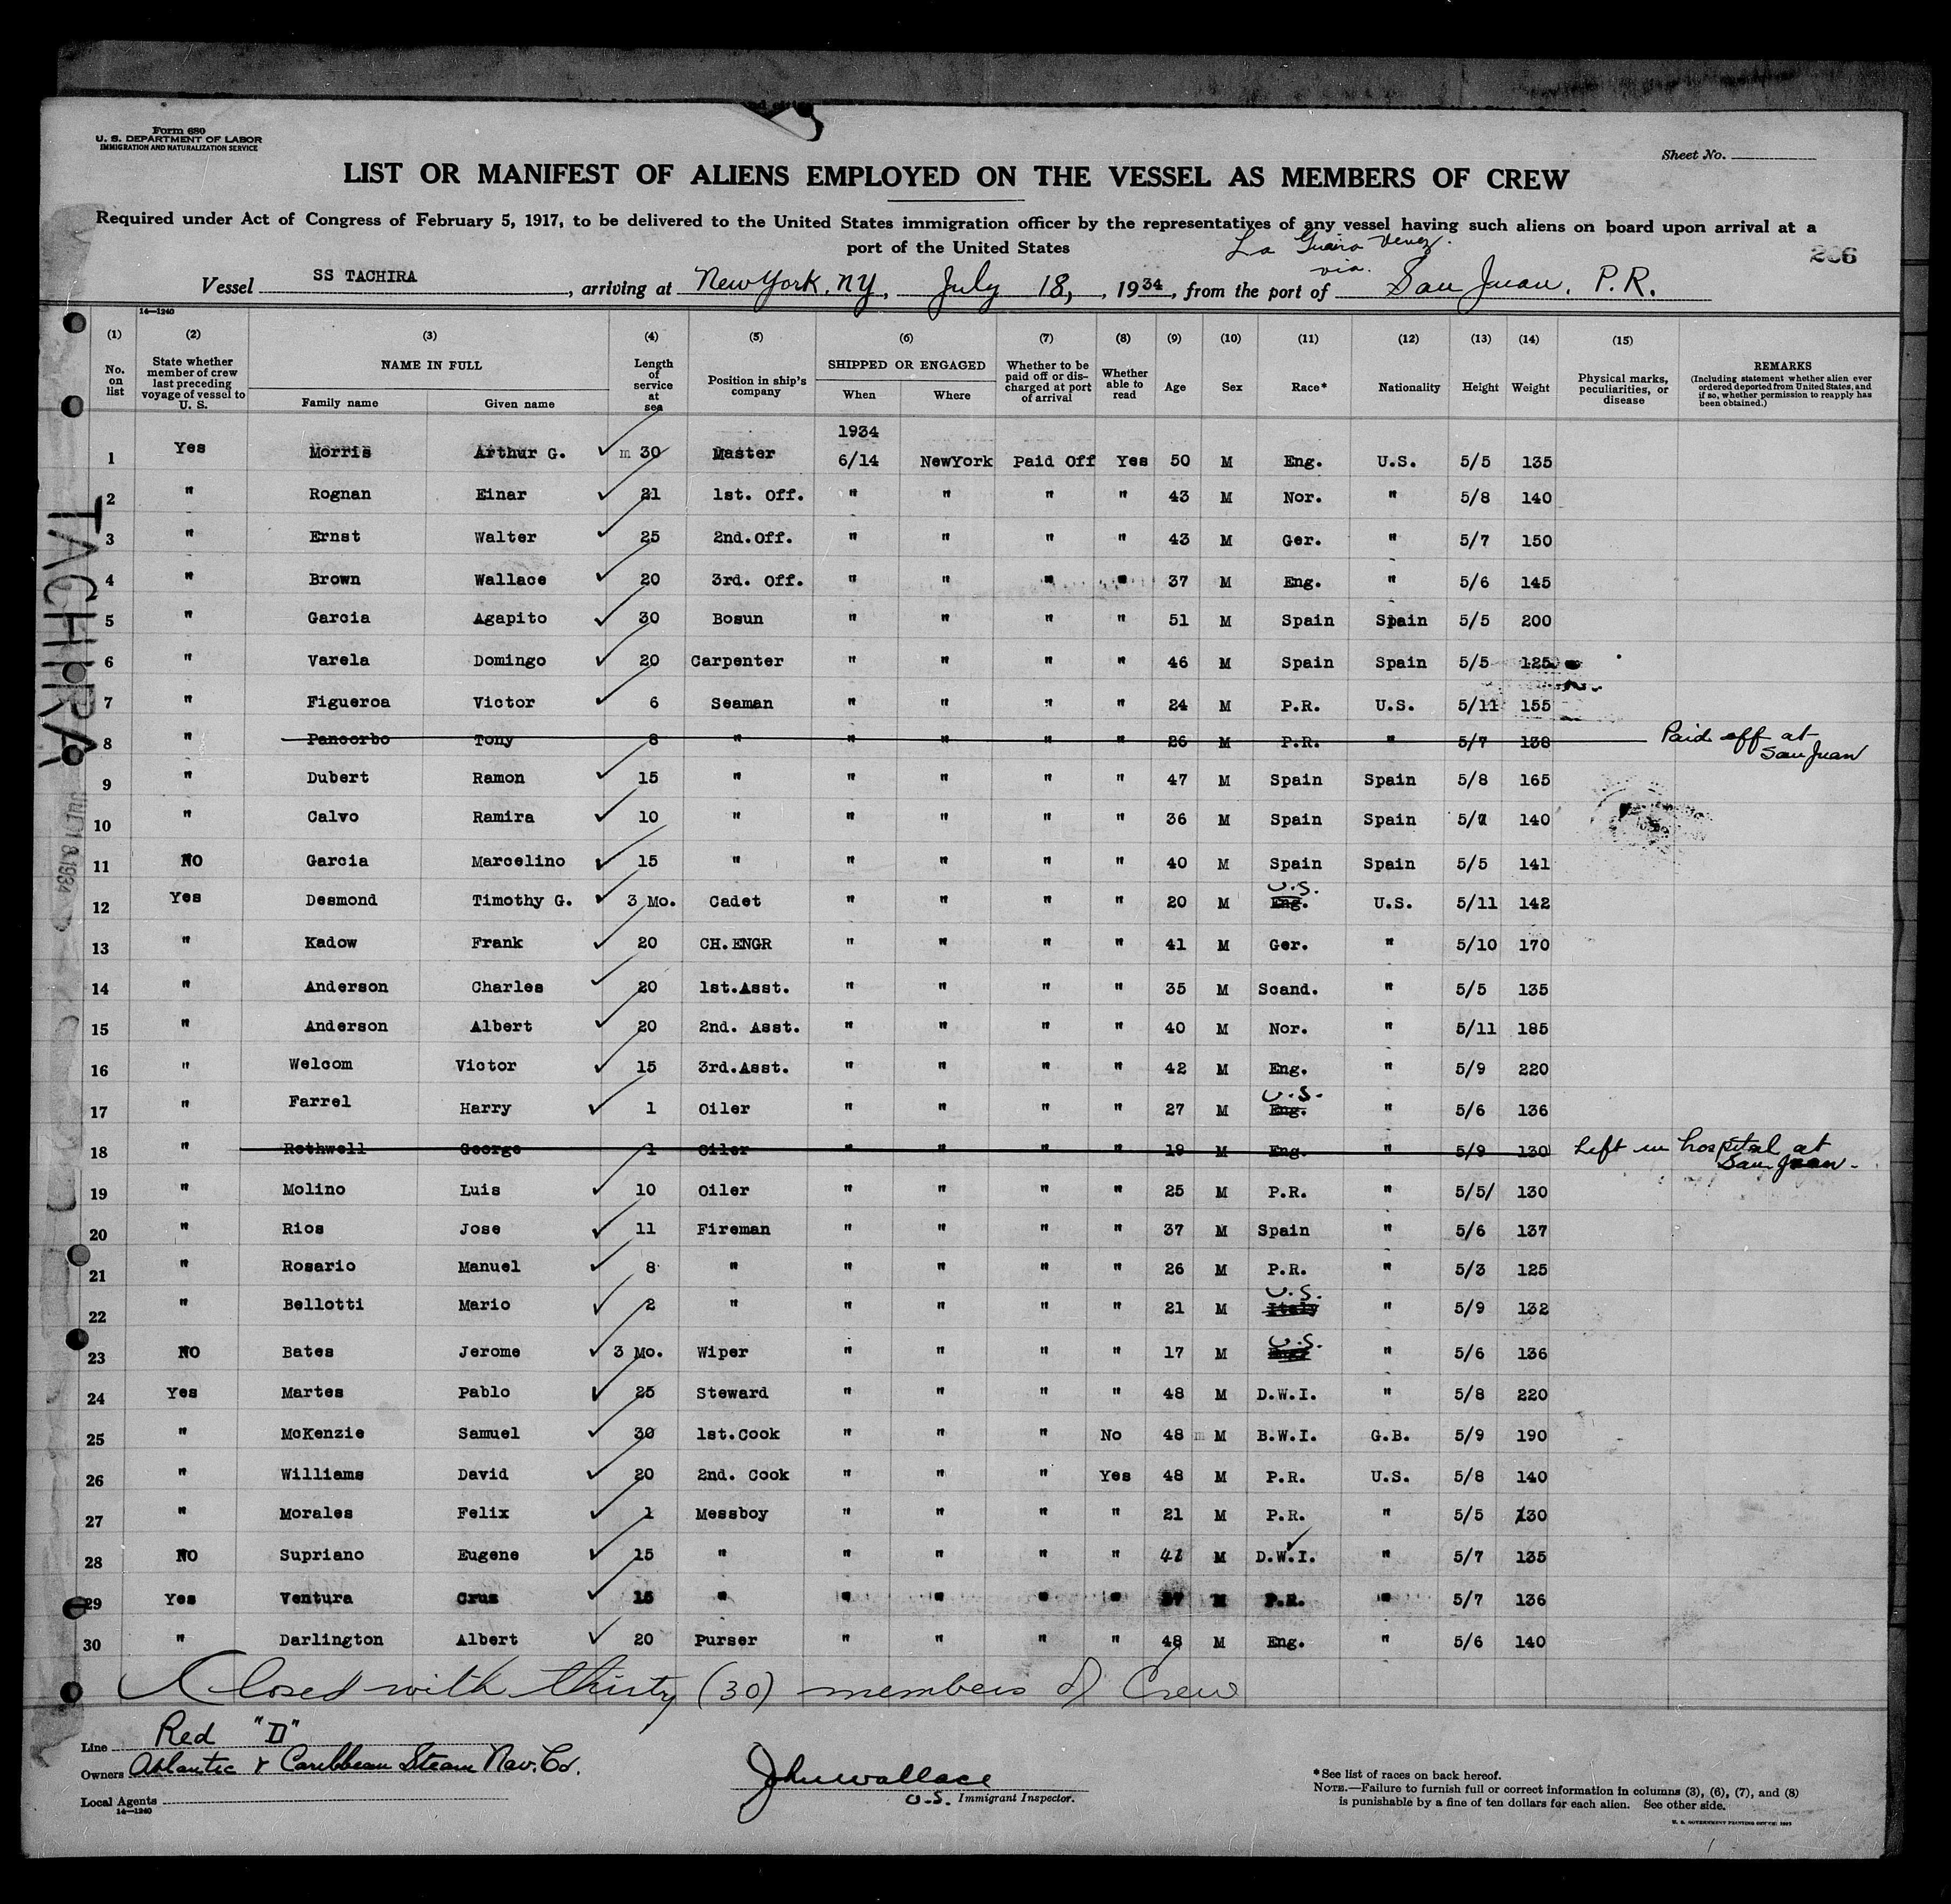 Form 680
U. S. DEPARTMENT OF LABOR
IMMIGRATION AND NATURALIZATION SERVICE
Sheet No.
LIST OR MANIFEST OF ALIENS EMPLOYED ON THE VESSEL AS MEMBERS OF CREW
Required under Act of Congress of February 5, 1917, to be delivered to the United States immigration officer by the representatives of any vessel having such aliens on board upon arrival at a
port of the United States
La Guaira Venez.
via.
Vessel SS TACHIRA, arriving at New York, NY, July 18, 1934, from the port of San Juan, P.R.
14—1240
(1) (2) (3) (4) (5) (6) (7) (8) (9) (10) (11) (12) (13) (14) (15)
No. on list
State whether member of crew last preceding voyage of vessel to U. S.
NAME IN FULL
Family name Given name
Length of service at sea
Position in ship's company
SHIPPED OR ENGAGED
When Where
Whether to be paid off or discharged at port of arrival
Whether able to read
Age Sex Race* Nationality Height Weight
Physical marks, peculiarities, or disease
REMARKS
(Including statement whether alien ever ordered deported from United States, and if so, whether permission to reapply has been obtained.)
1934
1 Yes Morris Arthur G. 30 Master 6/14 NewYork Paid Off Yes 50 M Eng. U.S. 5/5 135
2 " Rognan Einar 21 1st. Off. " " " " 43 M Nor. " 5/8 140
3 " Ernst Walter 25 2nd.Off. " " " " 43 M Ger. " 5/7 150
4 " Brown Wallace 20 3rd. Off. " " " " 37 M Eng. " 5/6 145
5 " Garcia Agapito 30 Bosun " " " " 51 M Spain Spain 5/5 200
6 " Varela Domingo 20 Carpenter " " " " 46 M Spain Spain 5/5 125
7 " Figueroa Victor 6 Seaman " " " " 24 M P.R. U.S. 5/11 155
8 " Pancorbo Tony 8 " " " " " 26 M P.R. " 5/7 138 Paid off at San Juan
9 " Dubert Ramon 15 " " " " " 47 M Spain Spain 5/8 165
10 " Calvo Ramira 10 " " " " " 36 M Spain Spain 5/7 140
11 NO Garcia Marcelino 15 " " " " " 40 M Spain Spain 5/5 141
12 Yes Desmond Timothy G. 3 Mo. Cadet " " " " 20 M Eng. U.S. U.S. 5/11 142
13 " Kadow Frank 20 CH.ENGR " " " " 41 M Ger. " 5/10 170
14 " Anderson Charles 20 1st.Asst. " " " " 35 M Scand. " 5/5 135
15 " Anderson Albert 20 2nd. Asst. " " " " 40 M Nor. " 5/11 185
16 " Welcom Victor 15 3rd.Asst. " " " " 42 M Eng. " 5/9 220
17 " Farrel Harry 1 Oiler " " " " 27 M Eng. U.S. " 5/6 136
18 " Rothwell George 1 Oiler " " " " 19 M Eng. " 5/9 130 Left in hospital at San Juan.
19 " Molino Luis 10 Oiler " " " " 25 M P.R. " 5/5/ 130
20 " Rios Jose 11 Fireman " " " " 37 M Spain " 5/6 137
21 " Rosario Manuel 8 " " " " " 26 M P.R. " 5/3 125
22 " Bellotti Mario 2 " " " " " 21 M Italy U.S. " 5/9 132
23 NO Bates Jerome 3 Mo. Wiper " " " " 17 M U.S. " 5/6 136
24 Yes Martes Pablo 25 Steward " " " " 48 M D.W.I. " 5/8 220
25 " McKenzie Samuel 30 1st.Cook " " " No 48 M B.W.I. G.B. 5/9 190
26 " Williams David 20 2nd. Cook " " " Yes 48 M P.R. U.S. 5/8 140
27 " Morales Felix 1 Messboy " " " " 21 M P.R. " 5/5 130
28 NO Supriano Eugene 15 " " " " " 41 M D.W.I. " 5/7 135
29 Yes Ventura Cruz 15 " " " " " 37 M P.R. " 5/7 136
30 " Darlington Albert 20 Purser " " " " 48 M Eng. " 5/6 140
Closed with thirty (30) members of Crew
TACHIRA
JUL 18 1934
Line Red "D"
Owners Atlantic & Caribbean Steam Nav. Co.
Local Agents
14—1240
John Wallace
U.S. Immigrant Inspector.
*See list of races on back hereof.
NOTE.—Failure to furnish full or correct information in columns (3), (6), (7), and (8)
is punishable by a fine of ten dollars for each alien. See other side.